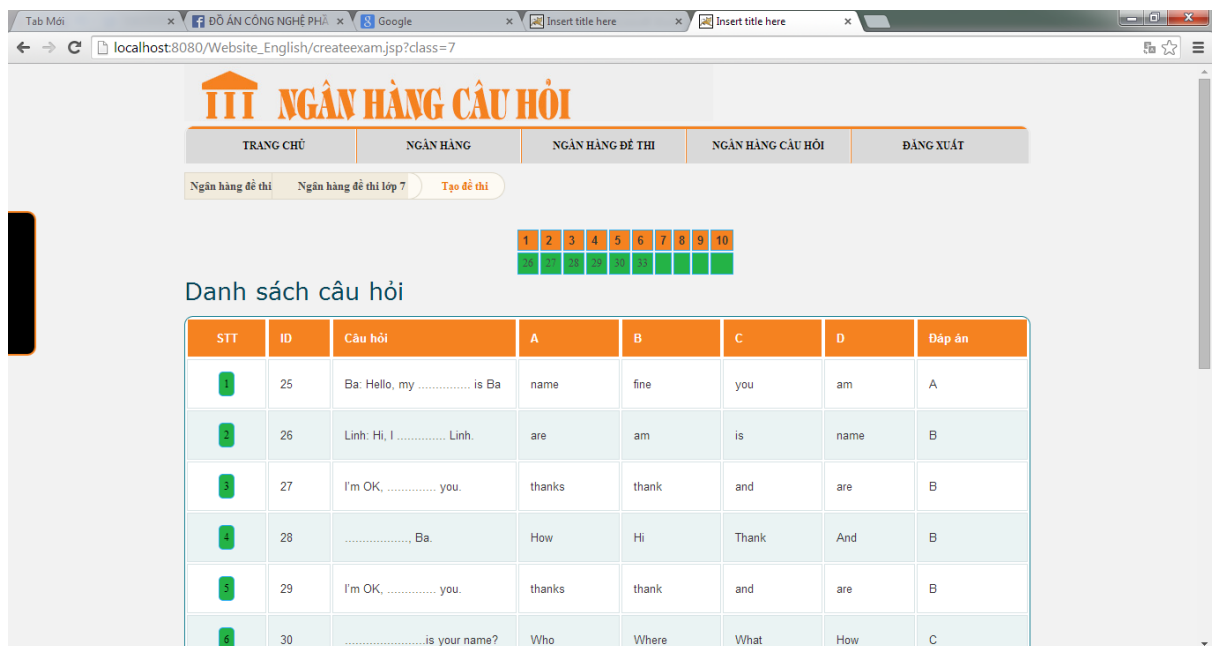 Tab Mới ĐỒ ÁN CÔNG NGHỆ PHẦ Google Insert title here Insert title here
localhost:8080/Website_English/createexam.jsp?class=7
NGÂN HÀNG CÂU HỎI
TRANG CHỦ NGÂN HÀNG NGÂN HÀNG ĐỀ THI NGÂN HÀNG CÂU HỎI ĐĂNG XUẤT
Ngân hàng đề thi Ngân hàng đề thi lớp 7 Tạo đề thi
1 2 3 4 5 6 7 8 9 10
26 27 28 29 30 33
Danh sách câu hỏi
STT ID Câu hỏi A B C D Đáp án
1 25 Ba: Hello, my ............... is Ba name fine you am A
2 26 Linh: Hi, I .............. Linh. are am is name B
3 27 I'm OK, .............. you. thanks thank and are B
4 28 .................., Ba. How Hi Thank And B
5 29 I'm OK, .............. you. thanks thank and are B
6 30 .......................is your name? Who Where What How C